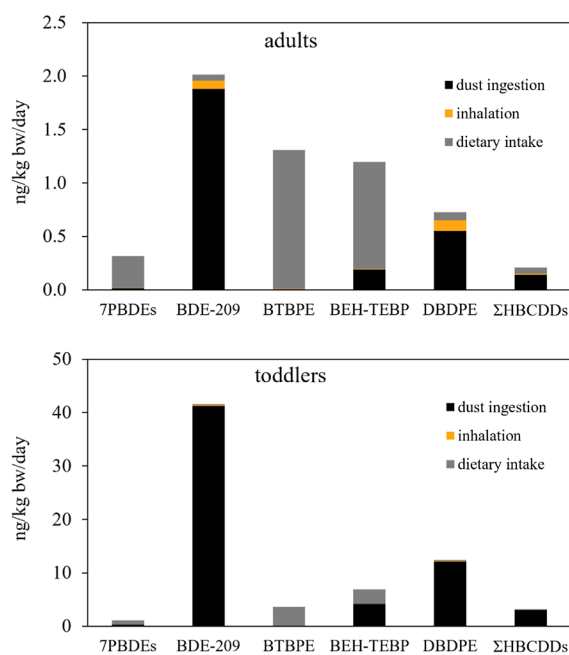 adults
2.5
2.0
1.5
1.0
0.5
0.0
ng/kg bw/day
dust ingestion
inhalation
dietary intake
7PBDEs BDE-209 BTBPE BEH-TEBP DBDPE ΣHBCDDs
toddlers
50
40
30
20
10
0
ng/kg bw/day
dust ingestion
inhalation
dietary intake
7PBDEs BDE-209 BTBPE BEH-TEBP DBDPE ΣHBCDDs